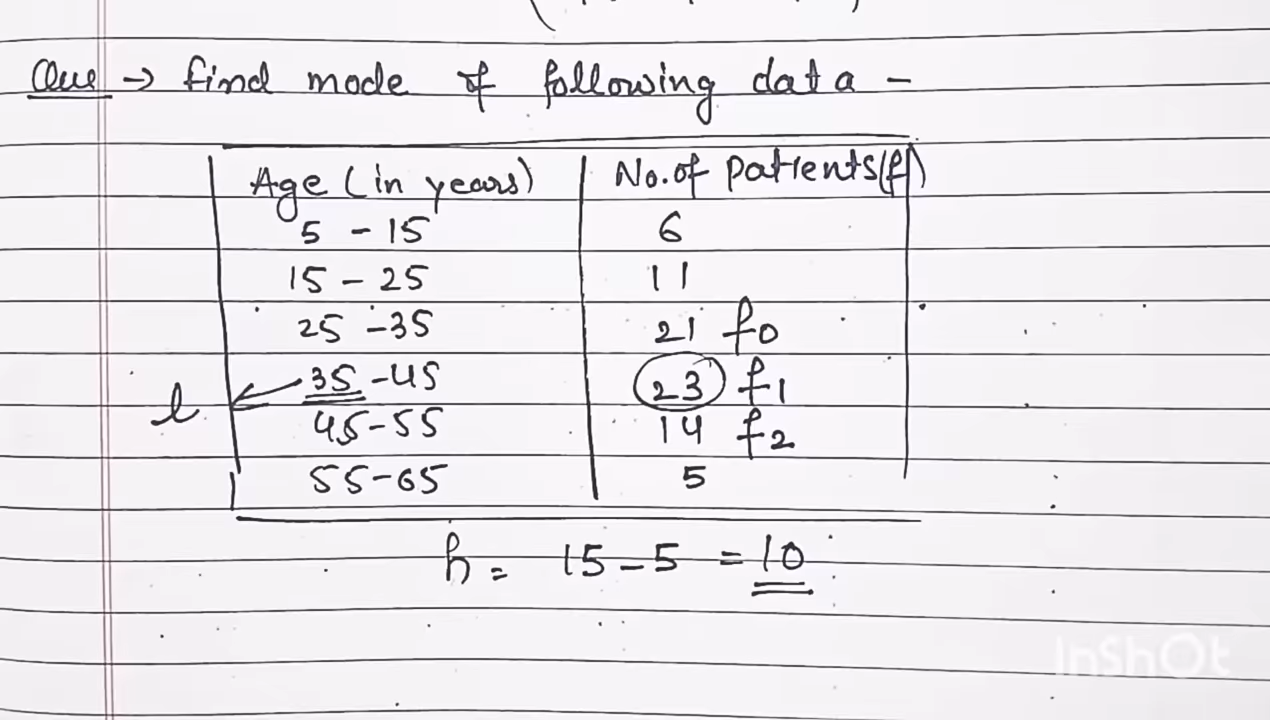 Que → find mode of following data -
Age (in years) No. of patients(f)
5 - 15 6
15 - 25 11
25 - 35 21 f0
l 35 - 45 23 f1
45 - 55 14 f2
55 - 65 5
h = 15 - 5 = 10
InShOt